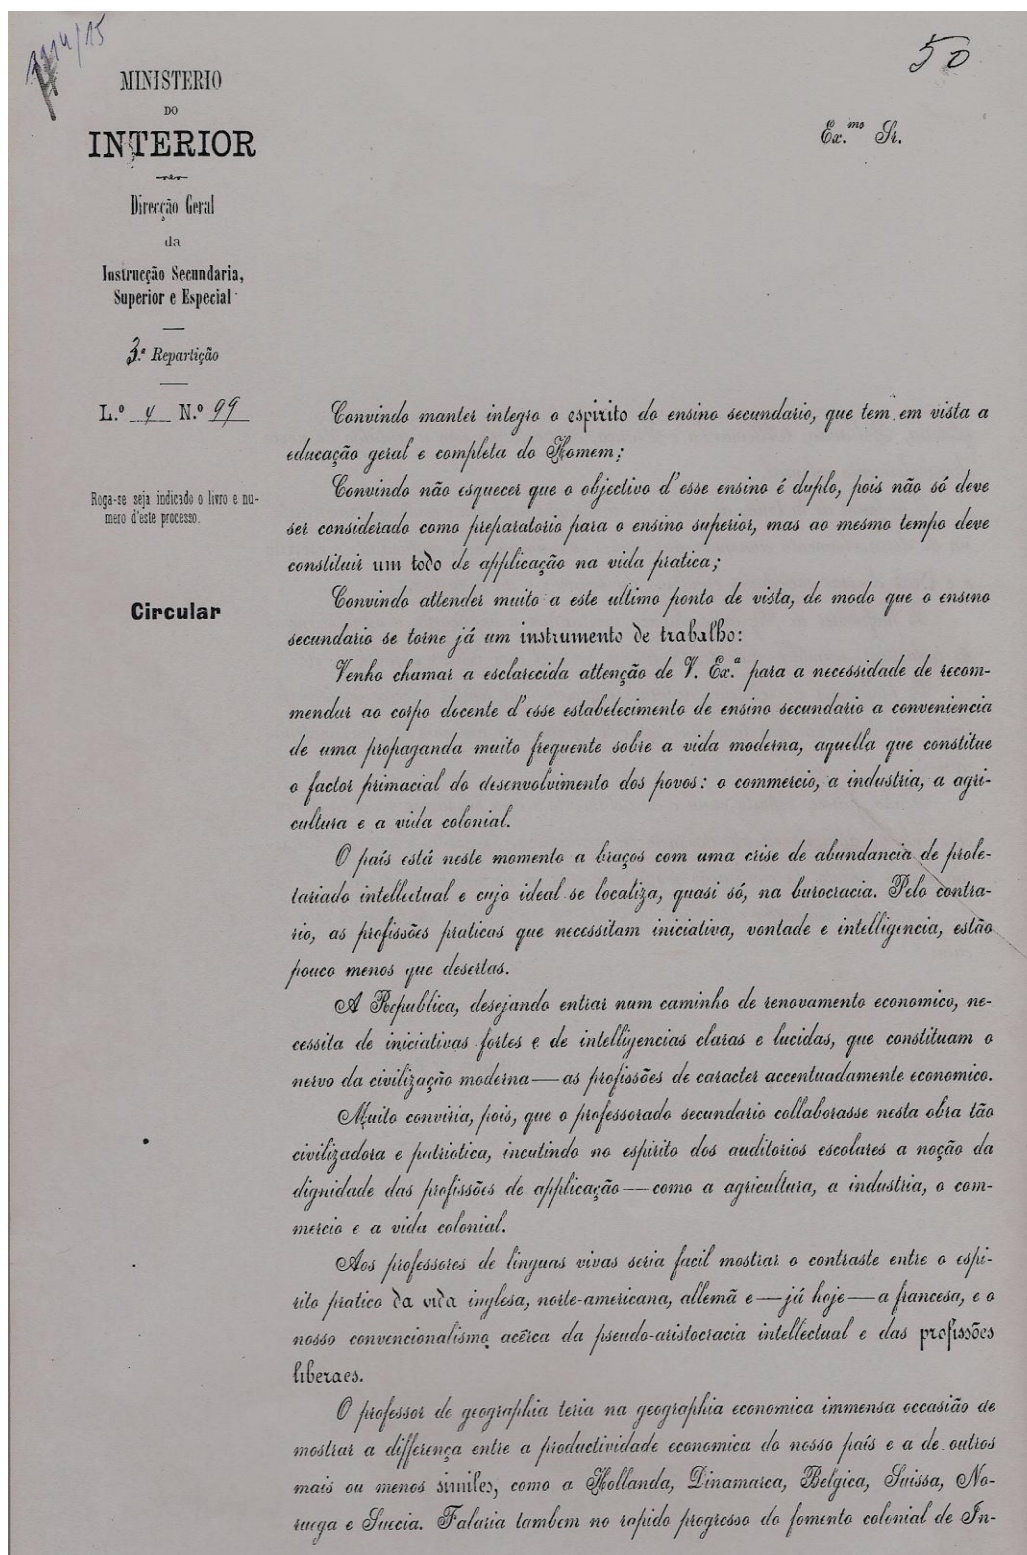 1914/15
50
MINISTERIO
DO
INTERIOR
Direcção Geral
da
Instrucção Secundaria,
Superior e Especial
3.ª Repartição
L.º 4 N.º 99
Roga-se seja indicado o livro e nu-
mero d'este processo.
Circular
Ex.mo Sr.
Convindo manter integro o espirito do ensino secundario, que tem em vista a
educação geral e completa do Homem;
Convindo não esquecer que o objectivo d'esse ensino é duplo, pois não só deve
ser considerado como preparatorio para o ensino superior, mas ao mesmo tempo deve
constituir um todo de applicação na vida pratica;
Convindo attender muito a este ultimo ponto de vista, de modo que o ensino
secundario se torne já um instrumento de trabalho:
Venho chamar a esclarecida attenção de V. Ex.ª para a necessidade de recom-
mendar ao corpo docente d'esse estabelecimento de ensino secundario a conveniencia
de uma propaganda muito frequente sobre a vida moderna, aquella que constitue
o factor primacial do desenvolvimento dos povos: o commercio, a industria, a agri-
cultura e a vida colonial.
O país está neste momento a braços com uma crise de abundancia de prole-
tariado intellectual e cujo ideal se localiza, quasi só, na burocracia. Pelo contra-
rio, as profissões praticas que necessitam iniciativa, vontade e intelligencia, estão
pouco menos que desertas.
A Republica, desejando entrar num caminho de renovamento economico, ne-
cessita de iniciativas fortes e de intelligencias claras e lucidas, que constituam o
nervo da civilização moderna—as profissões de caracter accentuadamente economico.
Muito conviria, pois, que o professorado secundario collaborasse nesta obra tão
civilizadora e patriotica, incutindo no espirito dos auditorios escolares a noção da
dignidade das profissões de applicação—como a agricultura, a industria, o com-
mercio e a vida colonial.
Aos professores de linguas vivas seria facil mostrar o contraste entre o espi-
rito pratico da vida inglesa, norte-americana, allemã e—já hoje—a francesa, e o
nosso convencionalismo acêrca da pseudo-aristocracia intellectual e das profissões
liberaes.
O professor de geographia teria na geographia economica immensa occasião de
mostrar a differença entre a productividade economica do nosso país e a de outros
mais ou menos similes, como a Hollanda, Dinamarca, Belgica, Suissa, No-
ruega e Suecia. Falaria tambem no rapido progresso do fomento colonial de In-